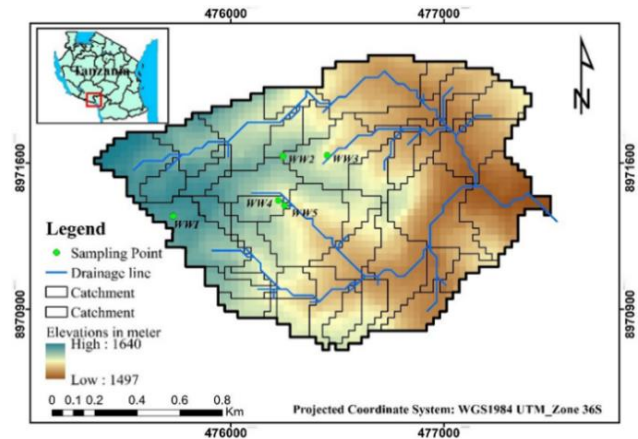 476000 477000
Tanzania
N
8971600
8971600
WW2 WW3
WW4
WW5
WW1
Legend
Sampling Point
Drainage line
Catchment
Catchment
Elevations in meter
High : 1640
Low : 1497
8970900
8970900
0 0.1 0.2 0.4 0.6 0.8
Km
Projected Coordinate System: WGS1984 UTM_Zone 36S
476000 477000